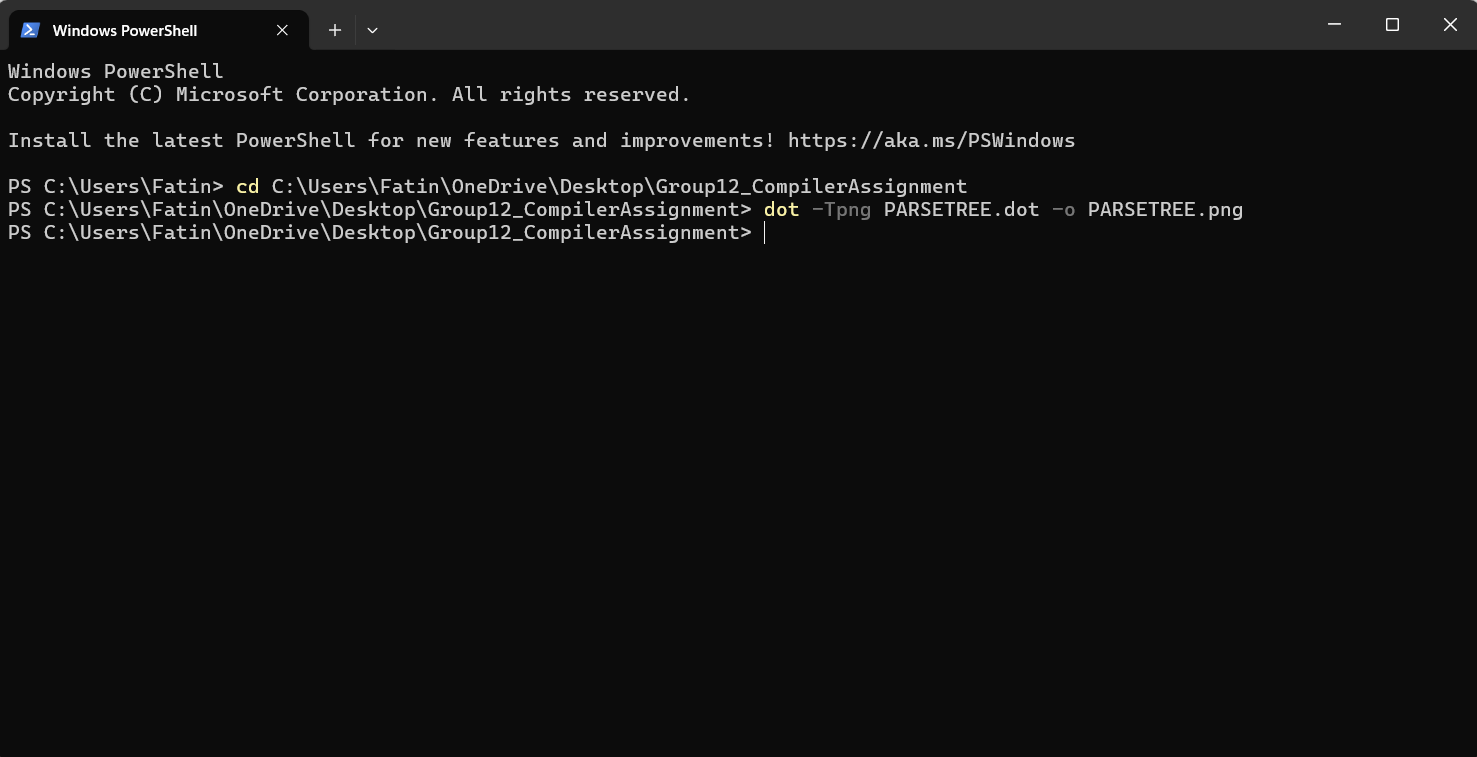 Windows PowerShell
Windows PowerShell
Copyright (C) Microsoft Corporation. All rights reserved.
Install the latest PowerShell for new features and improvements! https://aka.ms/PSWindows
PS C:\Users\Fatin> cd C:\Users\Fatin\OneDrive\Desktop\Group12_CompilerAssignment
PS C:\Users\Fatin\OneDrive\Desktop\Group12_CompilerAssignment> dot -Tpng PARSETREE.dot -o PARSETREE.png
PS C:\Users\Fatin\OneDrive\Desktop\Group12_CompilerAssignment>